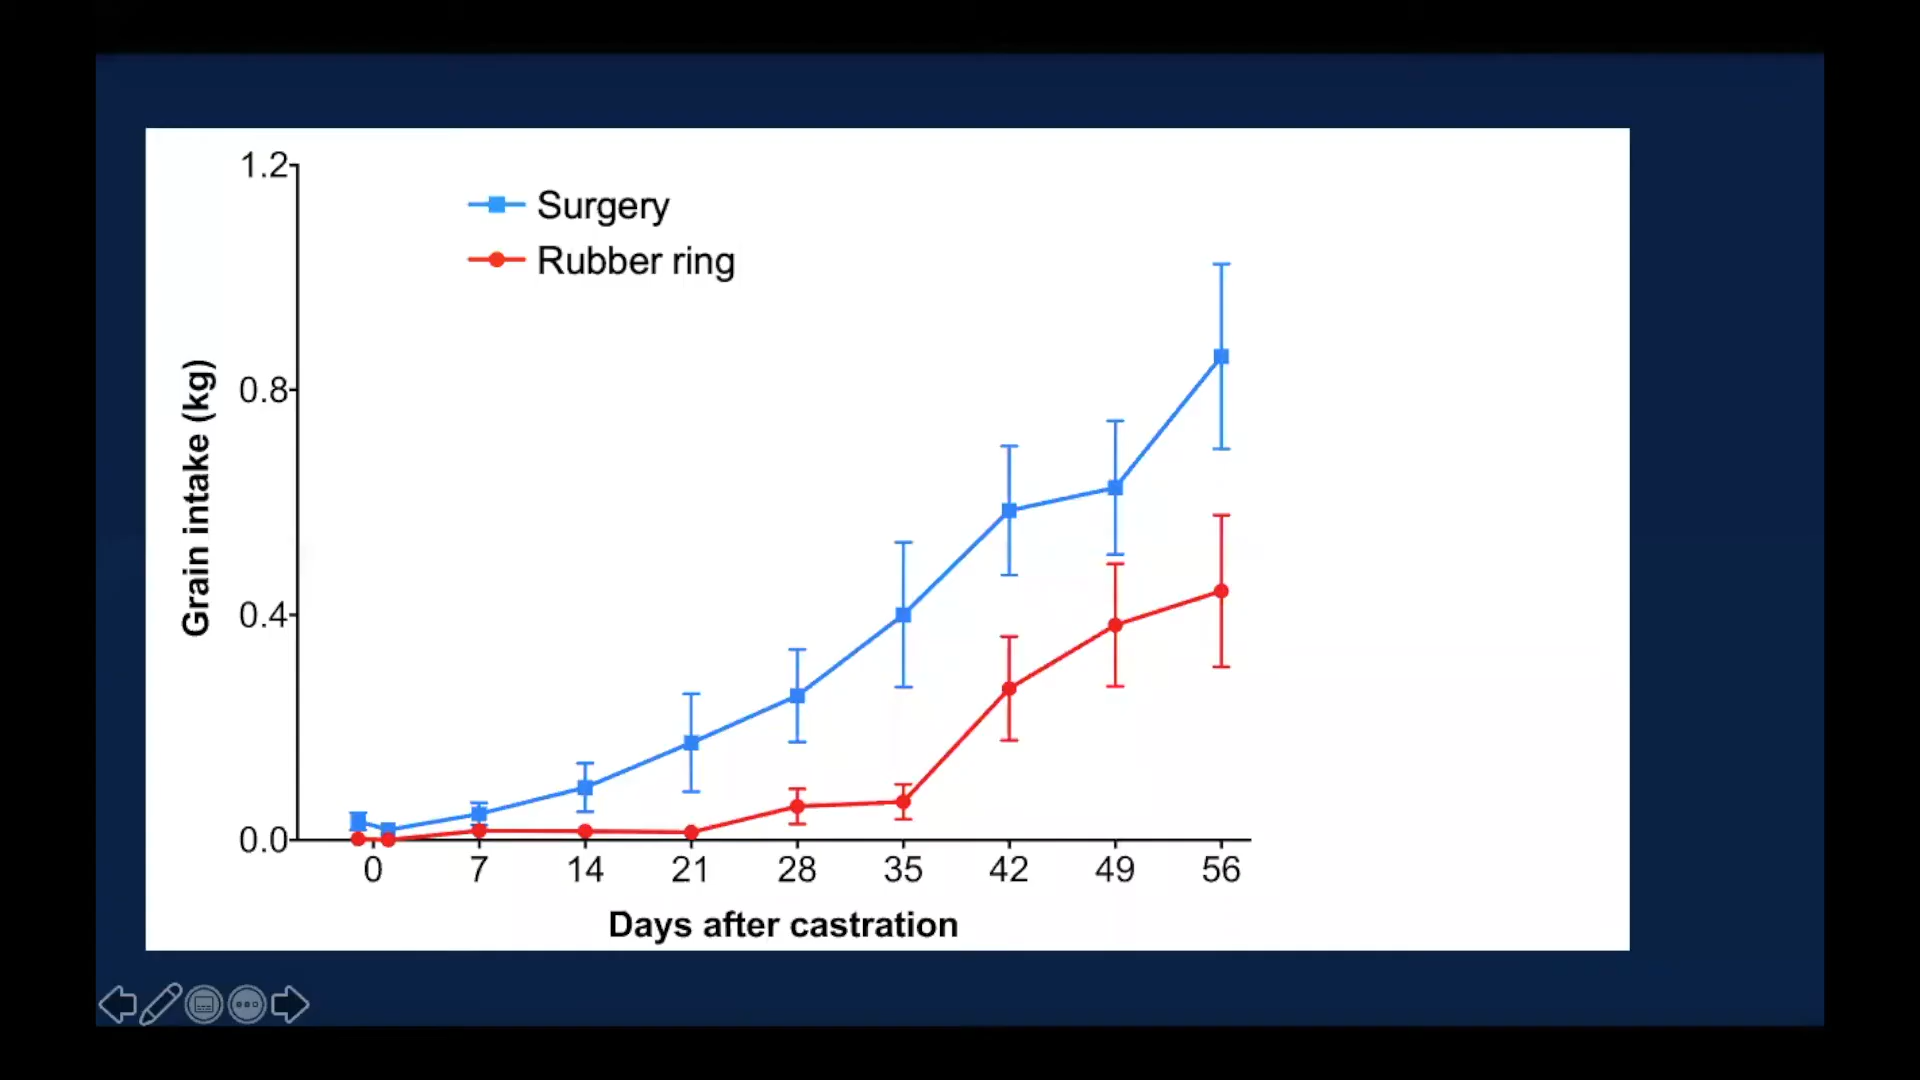 1.2
Surgery
Rubber ring
0.8
Grain intake (kg)
0.4
0.0
0 7 14 21 28 35 42 49 56
Days after castration